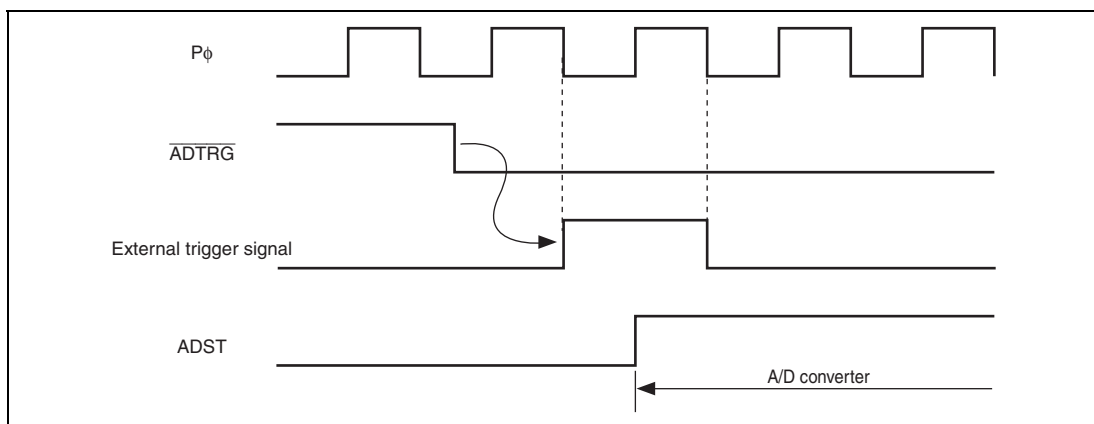 Pϕ
ADTRG
External trigger signal
ADST
A/D converter